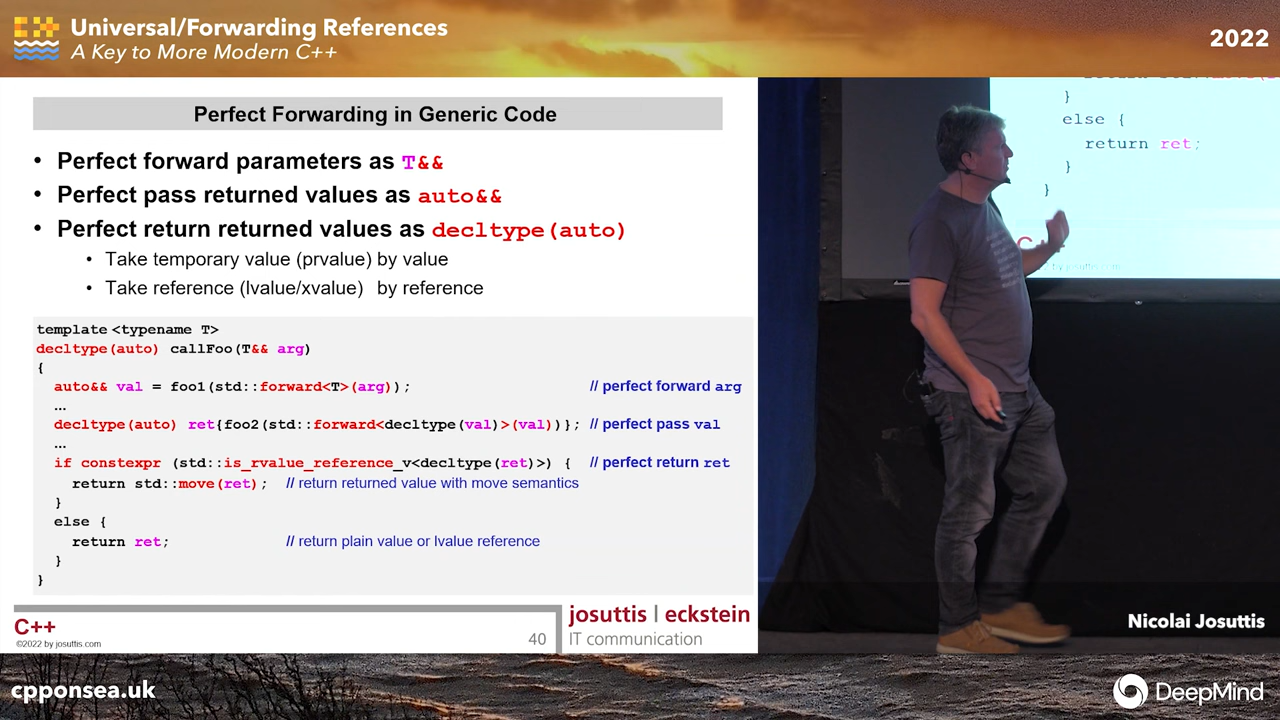 Universal/Forwarding References
A Key to More Modern C++
2022
Perfect Forwarding in Generic Code
• Perfect forward parameters as T&&
• Perfect pass returned values as auto&&
• Perfect return returned values as decltype(auto)
• Take temporary value (prvalue) by value
• Take reference (lvalue/xvalue) by reference
template <typename T>
decltype(auto) callFoo(T&& arg)
{
auto&& val = foo1(std::forward<T>(arg)); // perfect forward arg
...
decltype(auto) ret{foo2(std::forward<decltype(val)>(val))}; // perfect pass val
...
if constexpr (std::is_rvalue_reference_v<decltype(ret)>) { // perfect return ret
return std::move(ret); // return returned value with move semantics
}
else {
return ret; // return plain value or lvalue reference
}
}
C++
©2022 by josuttis.com
40
josuttis | eckstein
IT communication
}
else {
return ret;
}
}
C++
by josuttis.com
Nicolai Josuttis
cpponsea.uk
DeepMind